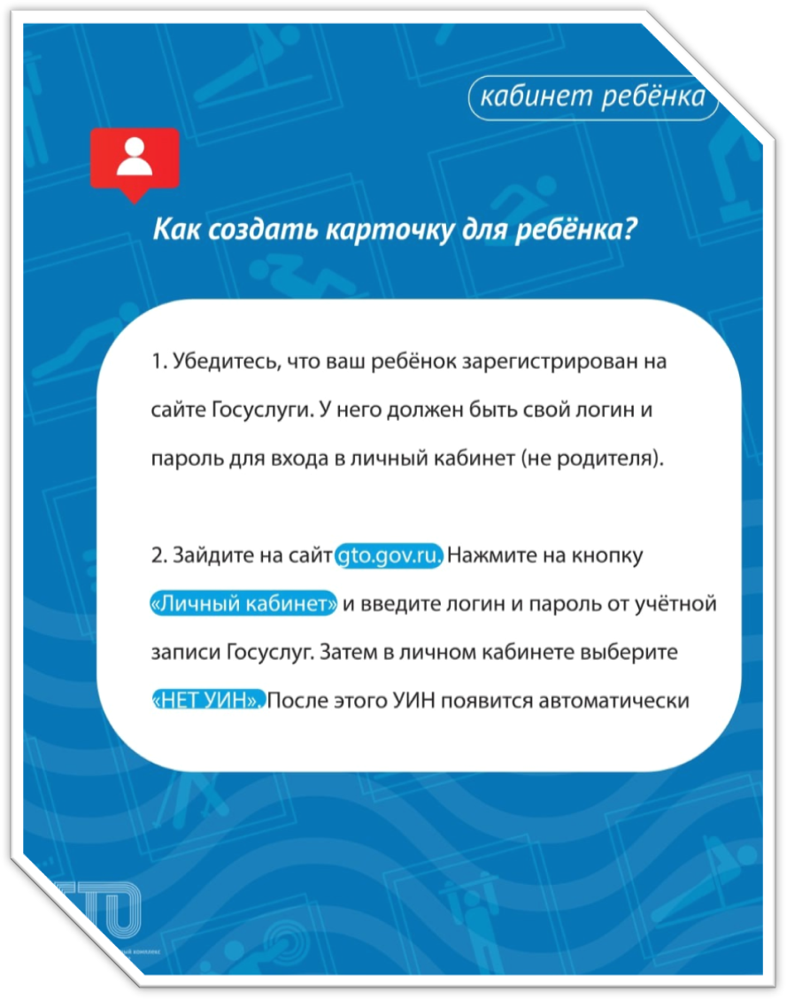 кабинет ребёнка
Как создать карточку для ребёнка?
1. Убедитесь, что ваш ребёнок зарегистрирован на
сайте Госуслуги. У него должен быть свой логин и
пароль для входа в личный кабинет (не родителя).
2. Зайдите на сайт gto.gov.ru. Нажмите на кнопку
«Личный кабинет» и введите логин и пароль от учётной
записи Госуслуг. Затем в личном кабинете выберите
«НЕТ УИН». После этого УИН появится автоматически
ГТО
комплекс